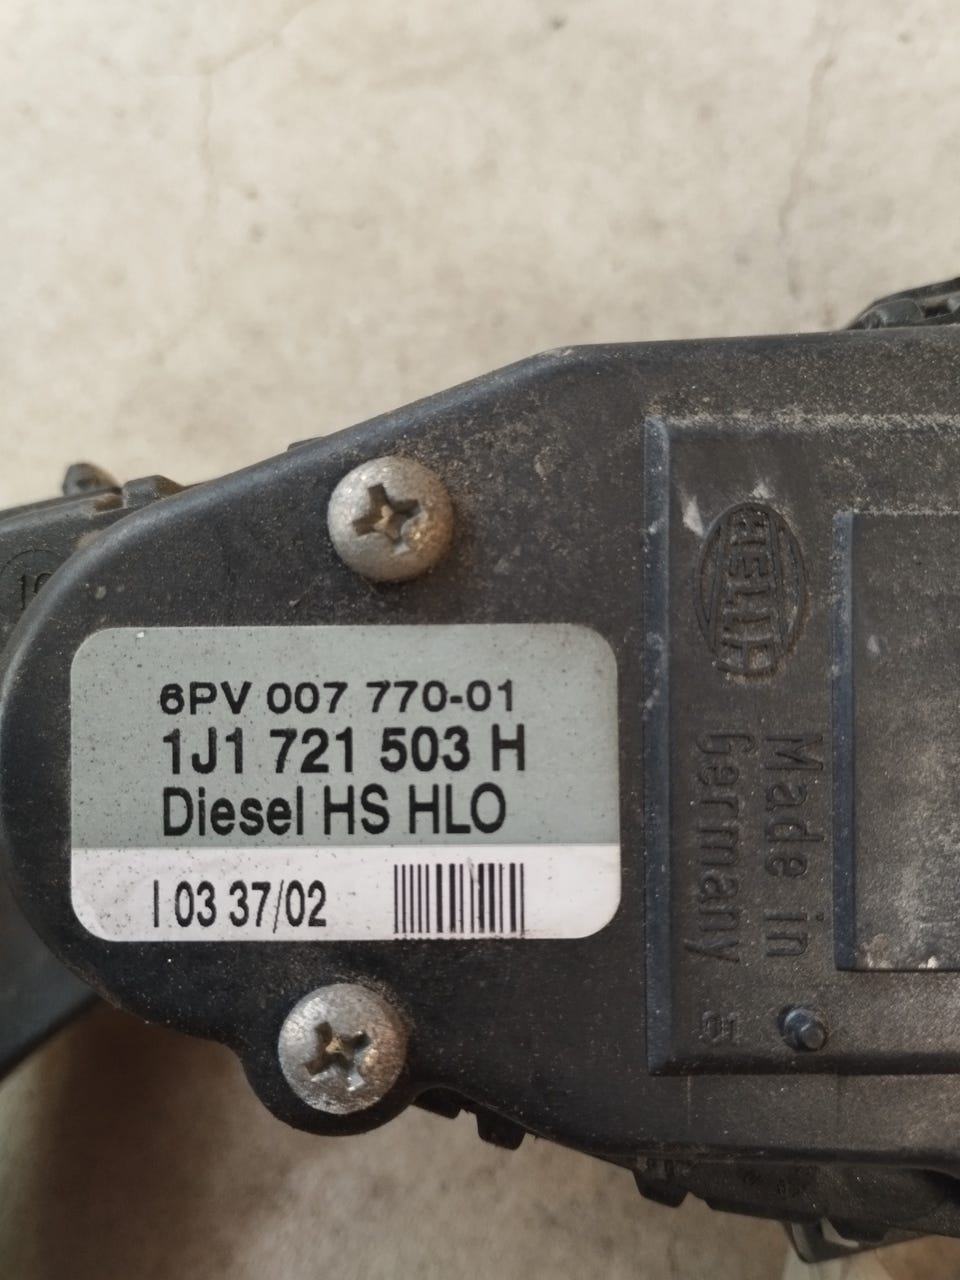 6PV 007 770-01
1J1 721 503 H
Diesel HS HLO
I 03 37/02
HELLA
Made in
Germany